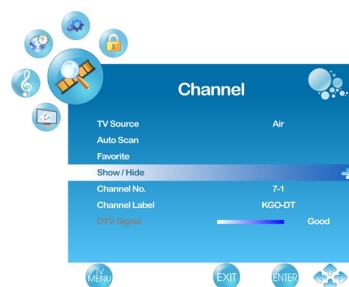 Channel
TV Source Air
Auto Scan
Favorite
Show / Hide
Channel No. 7-1
Channel Label KGO-DT
DTV Signal Good
TV
MENU EXIT ENTER